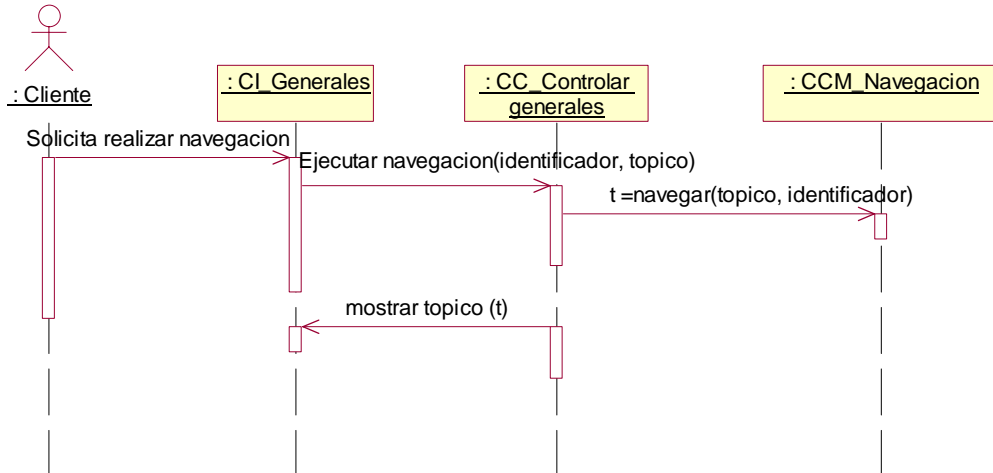 : Cliente
: CI_Generales
: CC_Controlar
generales
: CCM_Navegacion
Solicita realizar navegacion
Ejecutar navegacion(identificador, topico)
t =navegar(topico, identificador)
mostrar topico (t)